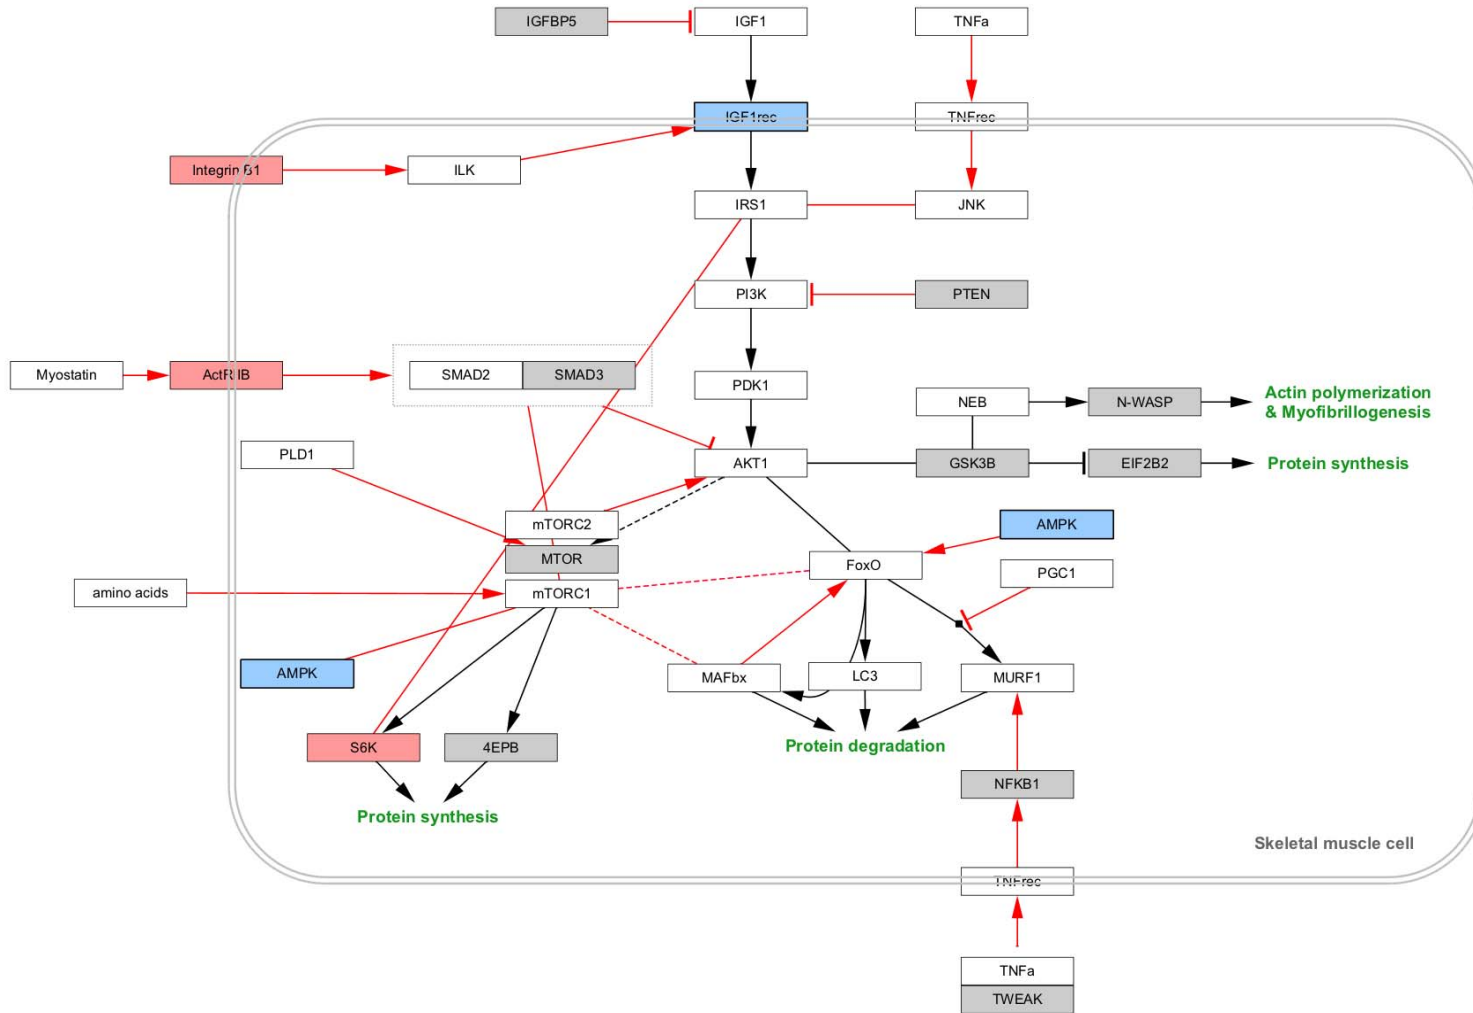 IGFBP5
IGF1
TNFa
IGF1rec
TNFrec
Integrin B1
ILK
IRS1
JNK
PI3K
PTEN
Myostatin
ActRIIB
SMAD2
SMAD3
PDK1
NEB
N-WASP
Actin polymerization
& Myofibrillogenesis
PLD1
AKT1
GSK3B
EIF2B2
Protein synthesis
mTORC2
AMPK
MTOR
FoxO
PGC1
amino acids
mTORC1
AMPK
MAFbx
LC3
MURF1
S6K
4EPB
Protein degradation
NFKB1
Protein synthesis
Skeletal muscle cell
TNFrec
TNFa
TWEAK